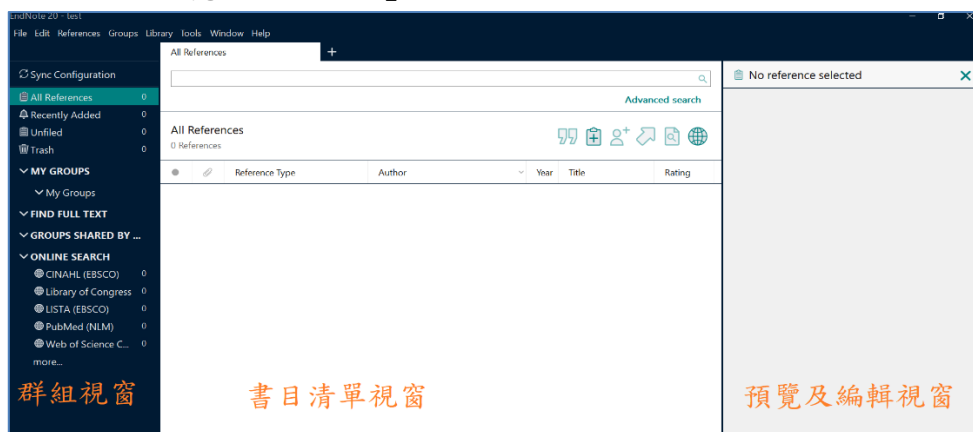 EndNote 20 - test
File Edit References Groups Library Tools Window Help
All References
Sync Configuration
All References 0
Recently Added 0
Unfiled 0
Trash 0
MY GROUPS
My Groups
FIND FULL TEXT
GROUPS SHARED BY ...
ONLINE SEARCH
CINAHL (EBSCO) 0
Library of Congress 0
LISTA (EBSCO) 0
PubMed (NLM) 0
Web of Science C... 0
more...
群組視窗
Advanced search
All References
0 References
Reference Type Author Year Title Rating
書目清單視窗
No reference selected
預覽及編輯視窗